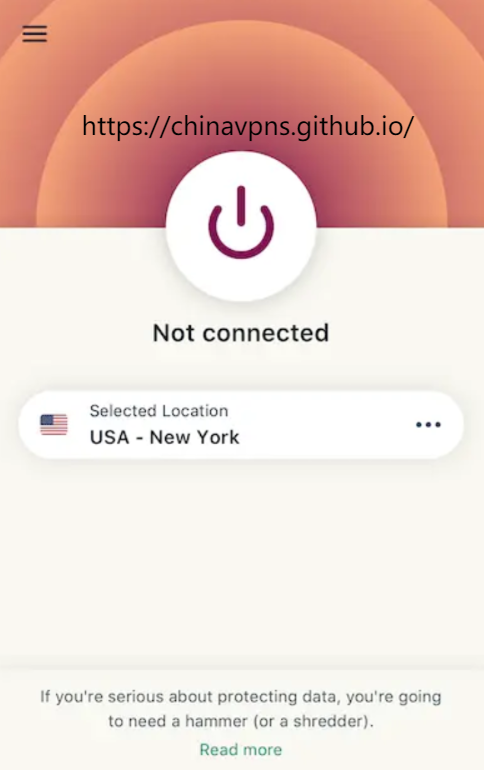 https://chinavpns.github.io/
Not connected
Selected Location
USA - New York
If you're serious about protecting data, you're going
to need a hammer (or a shredder).
Read more